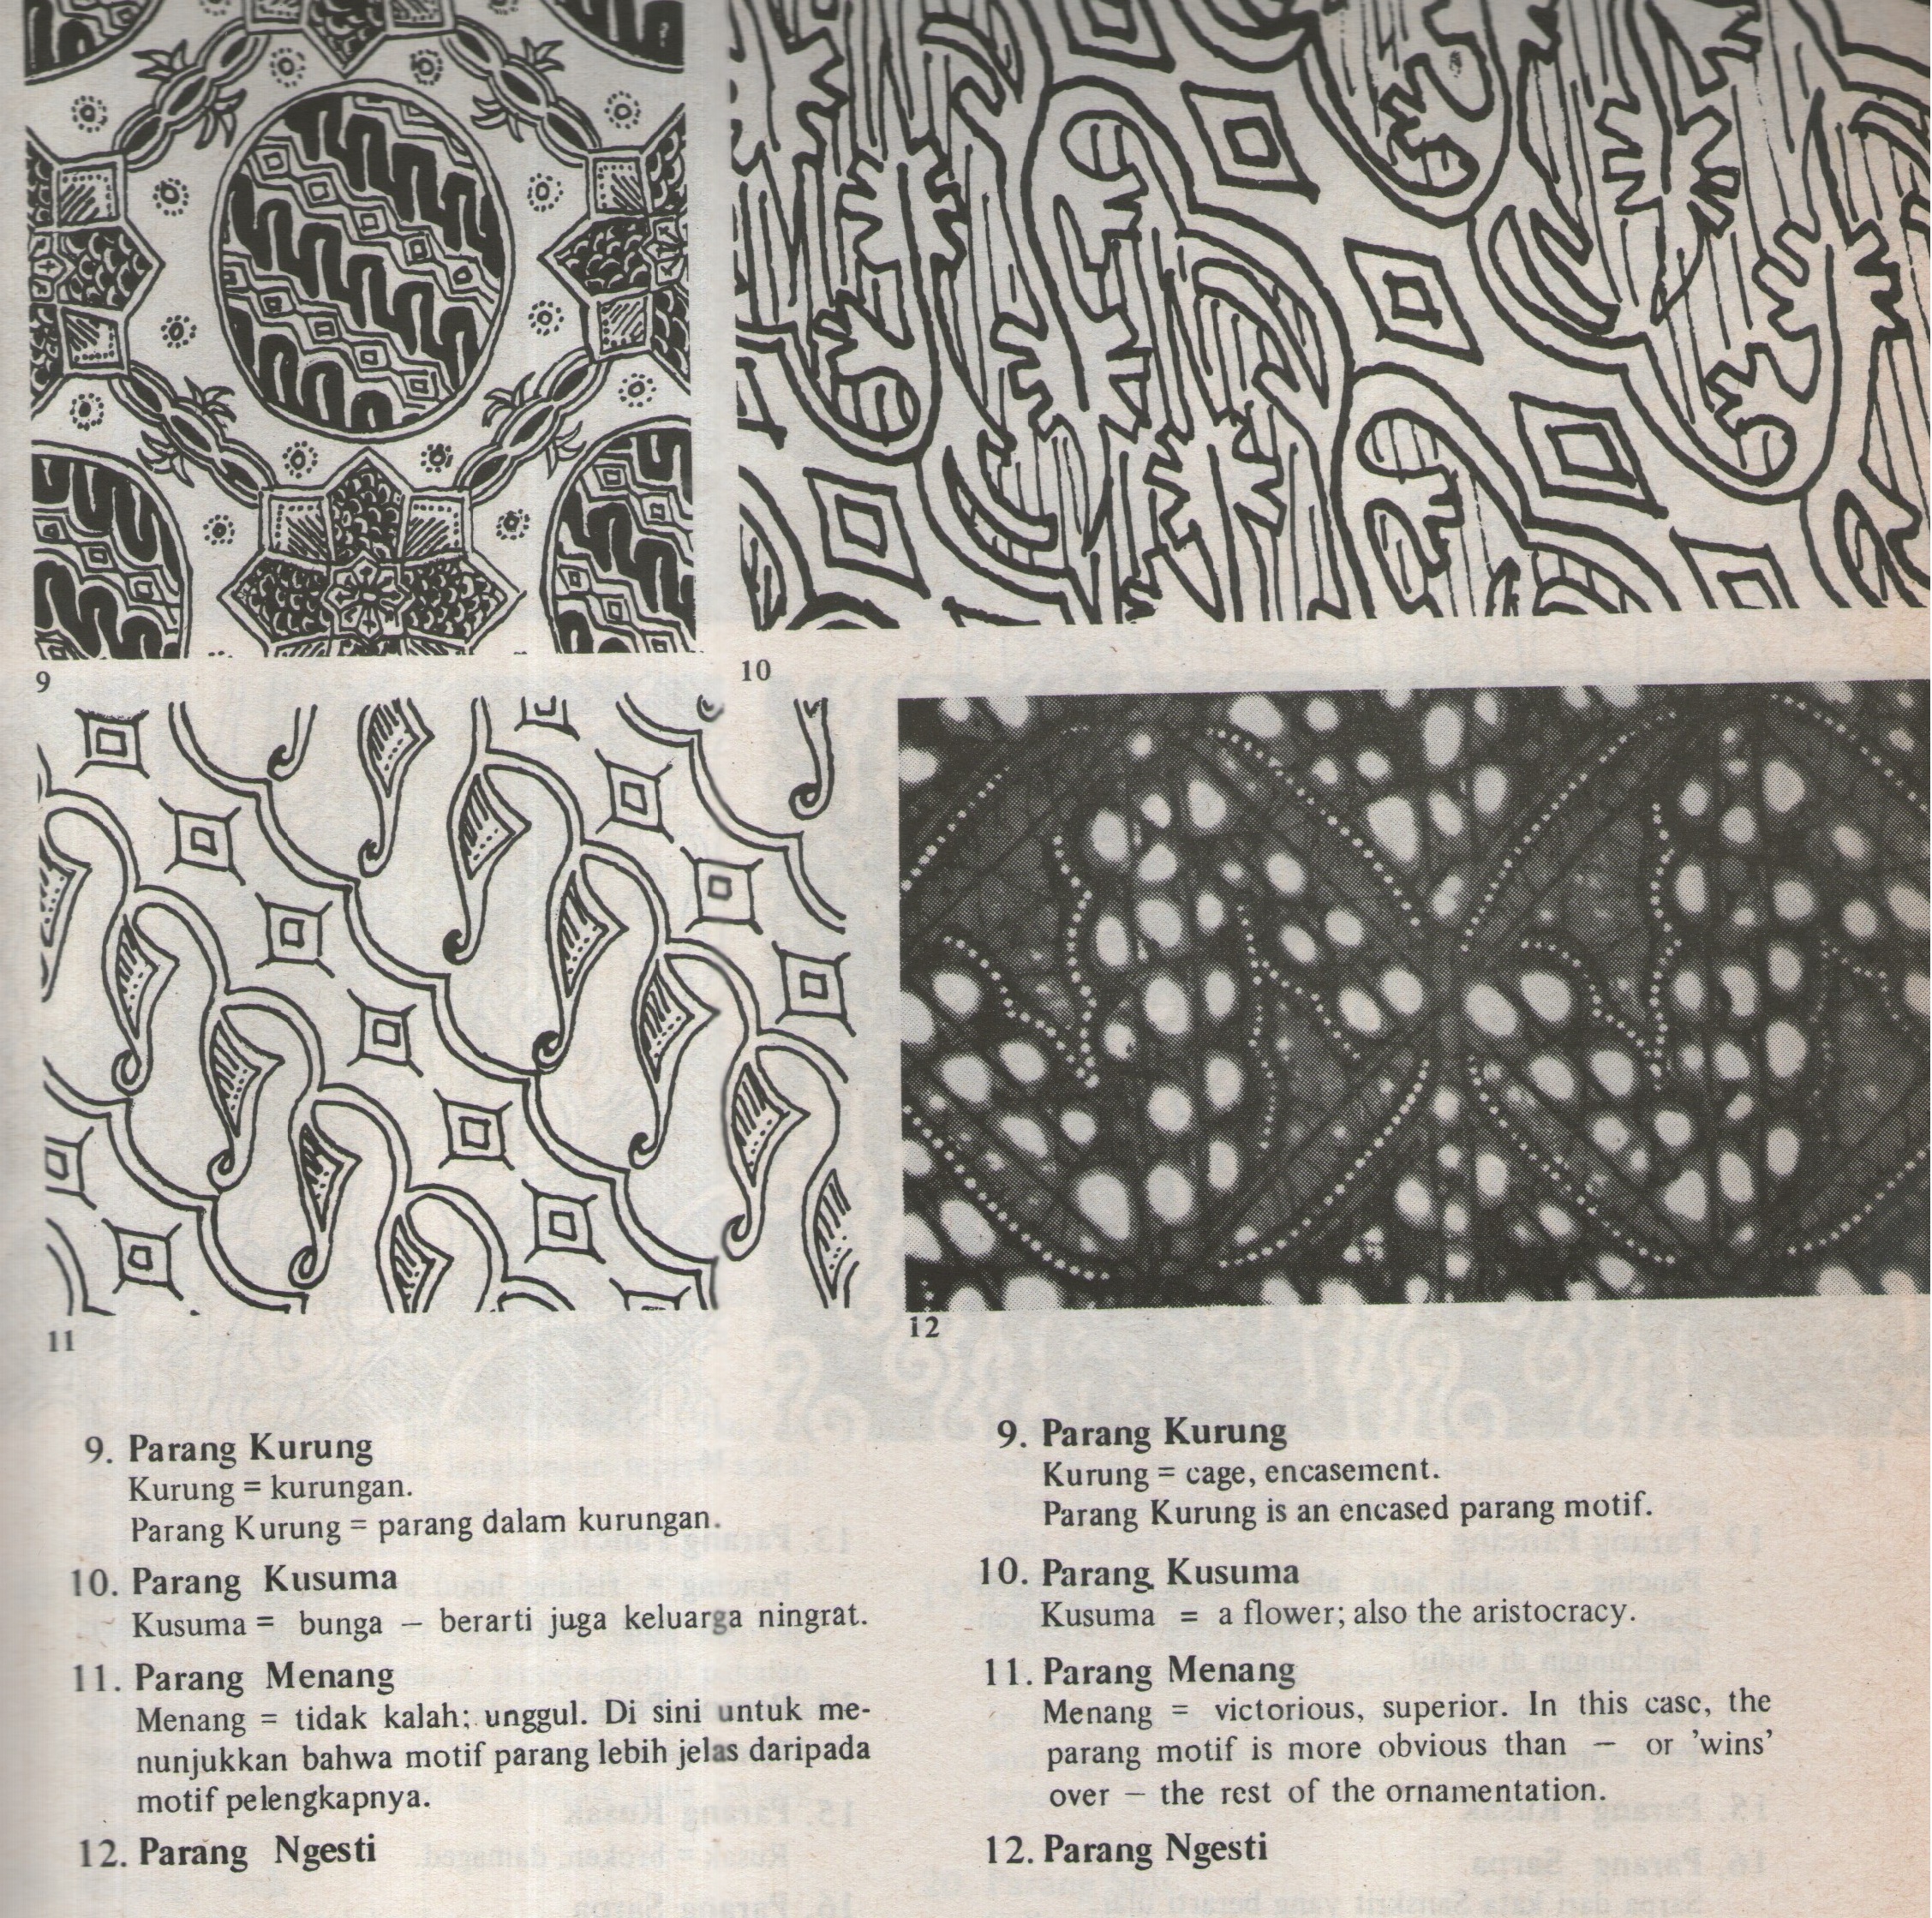 9
10
11
12
9. Parang Kurung
Kurung = kurungan.
Parang Kurung = parang dalam kurungan.
10. Parang Kusuma
Kusuma = bunga – berarti juga keluarga ningrat.
11. Parang Menang
Menang = tidak kalah; unggul. Di sini untuk me-
nunjukkan bahwa motif parang lebih jelas daripada
motif pelengkapnya.
12. Parang Ngesti
9. Parang Kurung
Kurung = cage, encasement.
Parang Kurung is an encased parang motif.
10. Parang Kusuma
Kusuma = a flower; also the aristocracy.
11. Parang Menang
Menang = victorious, superior. In this case, the
parang motif is more obvious than – or 'wins'
over – the rest of the ornamentation.
12. Parang Ngesti